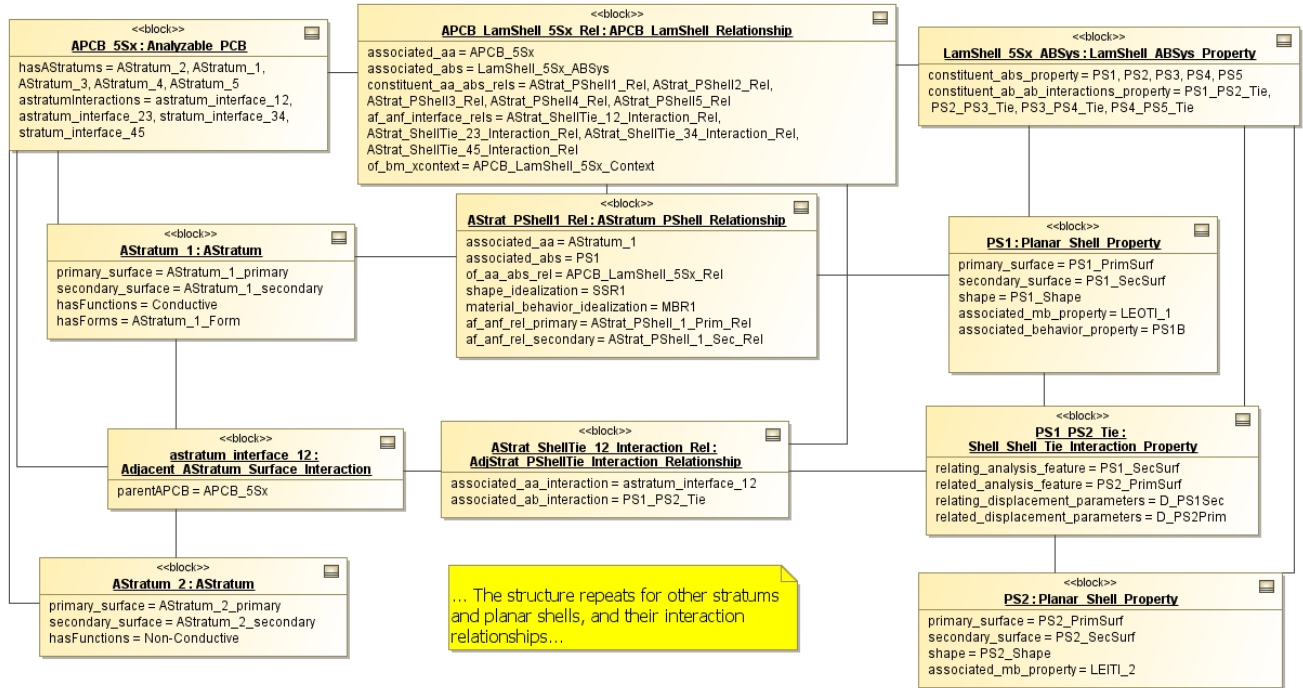 <<block>>
APCB_5Sx : Analyzable_PCB
hasAStratums = AStratum_2, AStratum_1,
AStratum_3, AStratum_4, AStratum_5
astratumInteractions = astratum_interface_12,
astratum_interface_23, stratum_interface_34,
stratum_interface_45
<<block>>
APCB_LamShell_5Sx_Rel : APCB_LamShell_Relationship
associated_aa = APCB_5Sx
associated_abs = LamShell_5Sx_ABSys
constituent_aa_abs_rels = AStrat_PShell1_Rel, AStrat_PShell2_Rel,
AStrat_PShell3_Rel, AStrat_PShell4_Rel, AStrat_PShell5_Rel
af_anf_interface_rels = AStrat_ShellTie_12_Interaction_Rel,
AStrat_ShellTie_23_Interaction_Rel, AStrat_ShellTie_34_Interaction_Rel,
AStrat_ShellTie_45_Interaction_Rel
of_bm_xcontext = APCB_LamShell_5Sx_Context
<<block>>
LamShell_5Sx_ABSys : LamShell_ABSys_Property
constituent_abs_property = PS1, PS2, PS3, PS4, PS5
constituent_ab_ab_interactions_property = PS1_PS2_Tie,
PS2_PS3_Tie, PS3_PS4_Tie, PS4_PS5_Tie
<<block>>
AStratum_1 : AStratum
primary_surface = AStratum_1_primary
secondary_surface = AStratum_1_secondary
hasFunctions = Conductive
hasForms = AStratum_1_Form
<<block>>
AStrat_PShell1_Rel : AStratum_PShell_Relationship
associated_aa = AStratum_1
associated_abs = PS1
of_aa_abs_rel = APCB_LamShell_5Sx_Rel
shape_idealization = SSR1
material_behavior_idealization = MBR1
af_anf_rel_primary = AStrat_PShell_1_Prim_Rel
af_anf_rel_secondary = AStrat_PShell_1_Sec_Rel
<<block>>
PS1 : Planar_Shell_Property
primary_surface = PS1_PrimSurf
secondary_surface = PS1_SecSurf
shape = PS1_Shape
associated_mb_property = LEOTI_1
associated_behavior_property = PS1B
<<block>>
astratum_interface_12 :
Adjacent_AStratum_Surface_Interaction
parentAPCB = APCB_5Sx
<<block>>
AStrat_ShellTie_12_Interaction_Rel :
AdjStrat_PShellTie_Interaction_Relationship
associated_aa_interaction = astratum_interface_12
associated_ab_interaction = PS1_PS2_Tie
<<block>>
PS1_PS2_Tie :
Shell_Shell_Tie_Interaction_Property
relating_analysis_feature = PS1_SecSurf
related_analysis_feature = PS2_PrimSurf
relating_displacement_parameters = D_PS1Sec
related_displacement_parameters = D_PS2Prim
<<block>>
AStratum_2 : AStratum
primary_surface = AStratum_2_primary
secondary_surface = AStratum_2_secondary
hasFunctions = Non-Conductive
... The structure repeats for other stratums
and planar shells, and their interaction
relationships...
<<block>>
PS2 : Planar_Shell_Property
primary_surface = PS2_PrimSurf
secondary_surface = PS2_SecSurf
shape = PS2_Shape
associated_mb_property = LEITI_2